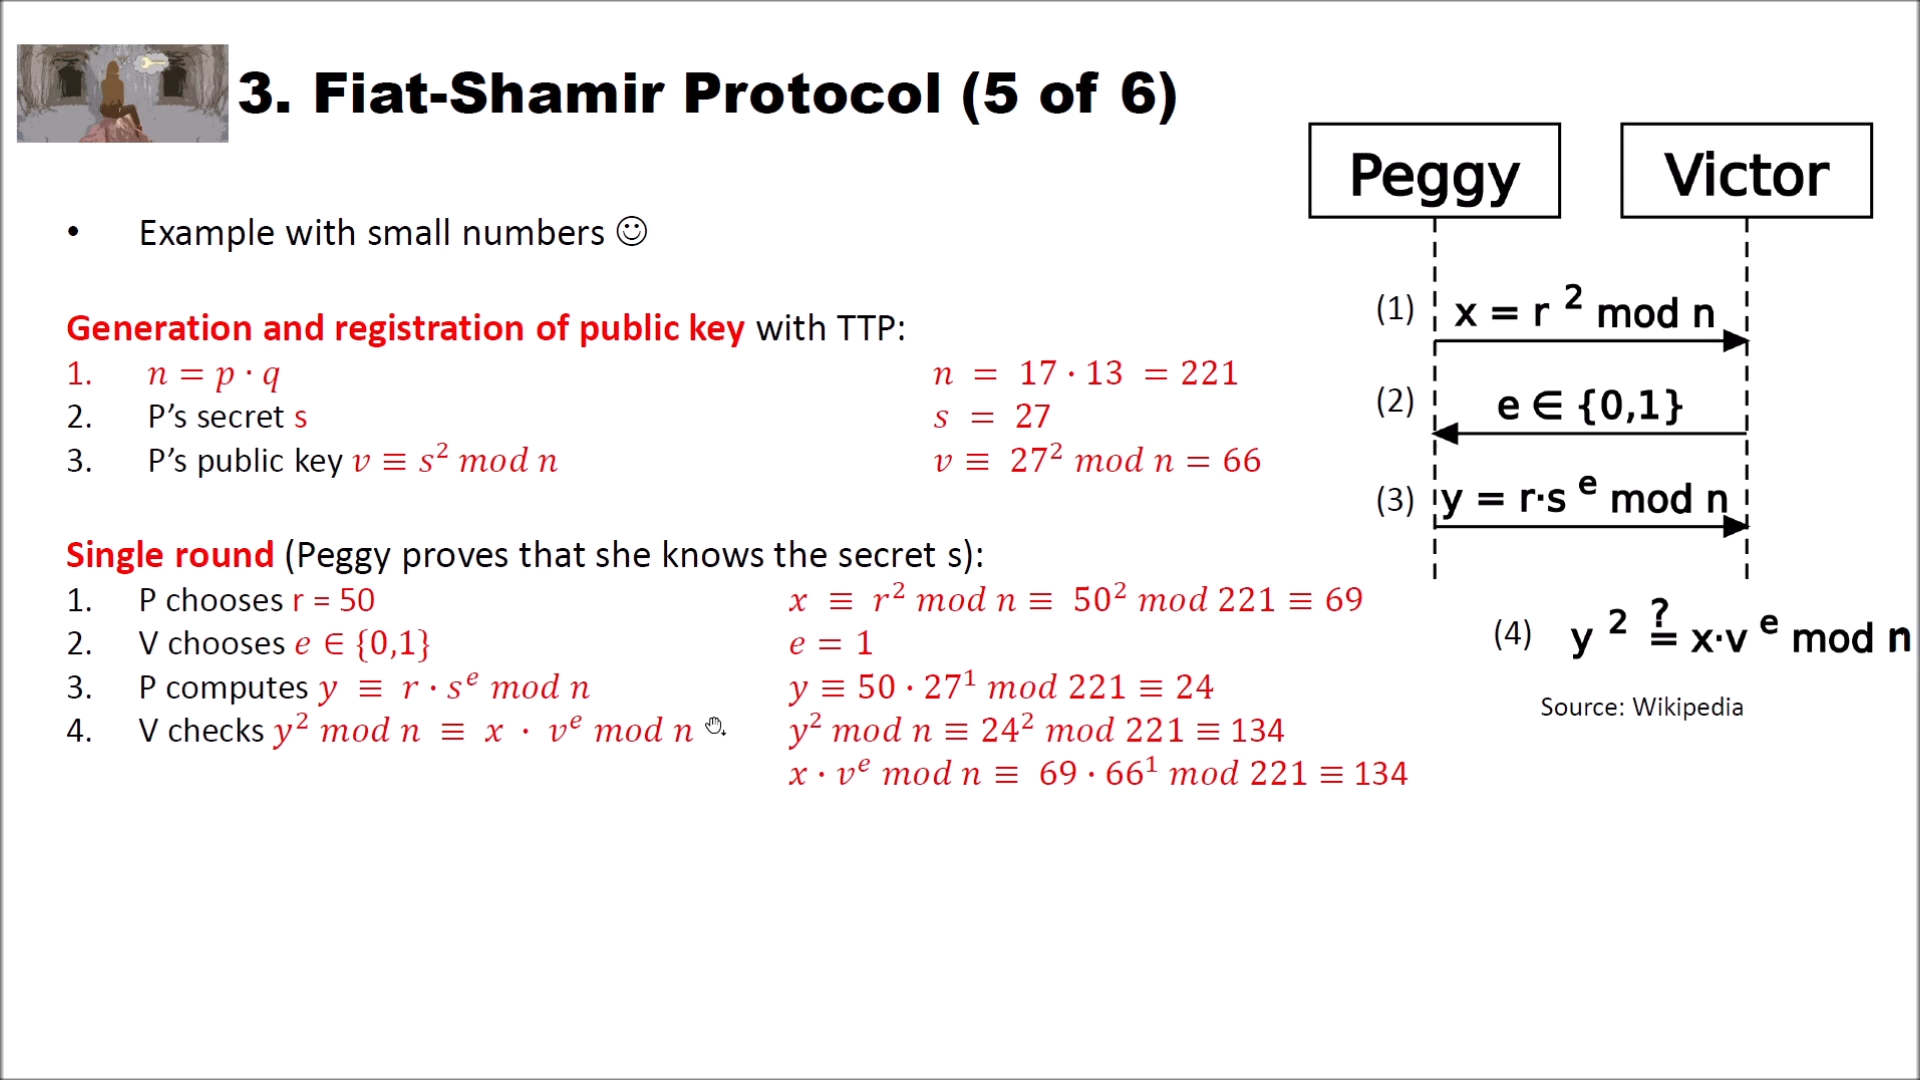 3. Fiat-Shamir Protocol (5 of 6)
• Example with small numbers ☺
Generation and registration of public key with TTP:
1. n = p · q    n = 17 · 13 = 221
2. P’s secret s    s = 27
3. P’s public key v ≡ s² mod n    v ≡ 27² mod n = 66
Single round (Peggy proves that she knows the secret s):
1. P chooses r = 50    x ≡ r² mod n ≡ 50² mod 221 ≡ 69
2. V chooses e ∈ {0,1}    e = 1
3. P computes y ≡ r · sᵉ mod n    y ≡ 50 · 27¹ mod 221 ≡ 24
4. V checks y² mod n ≡ x · vᵉ mod n    y² mod n ≡ 24² mod 221 ≡ 134
x · vᵉ mod n ≡ 69 · 66¹ mod 221 ≡ 134
Peggy    Victor
(1) x = r ² mod n
(2) e ∈ {0,1}
(3) y = r·s ᵉ mod n
(4) y ² ≟ x·v ᵉ mod n
Source: Wikipedia